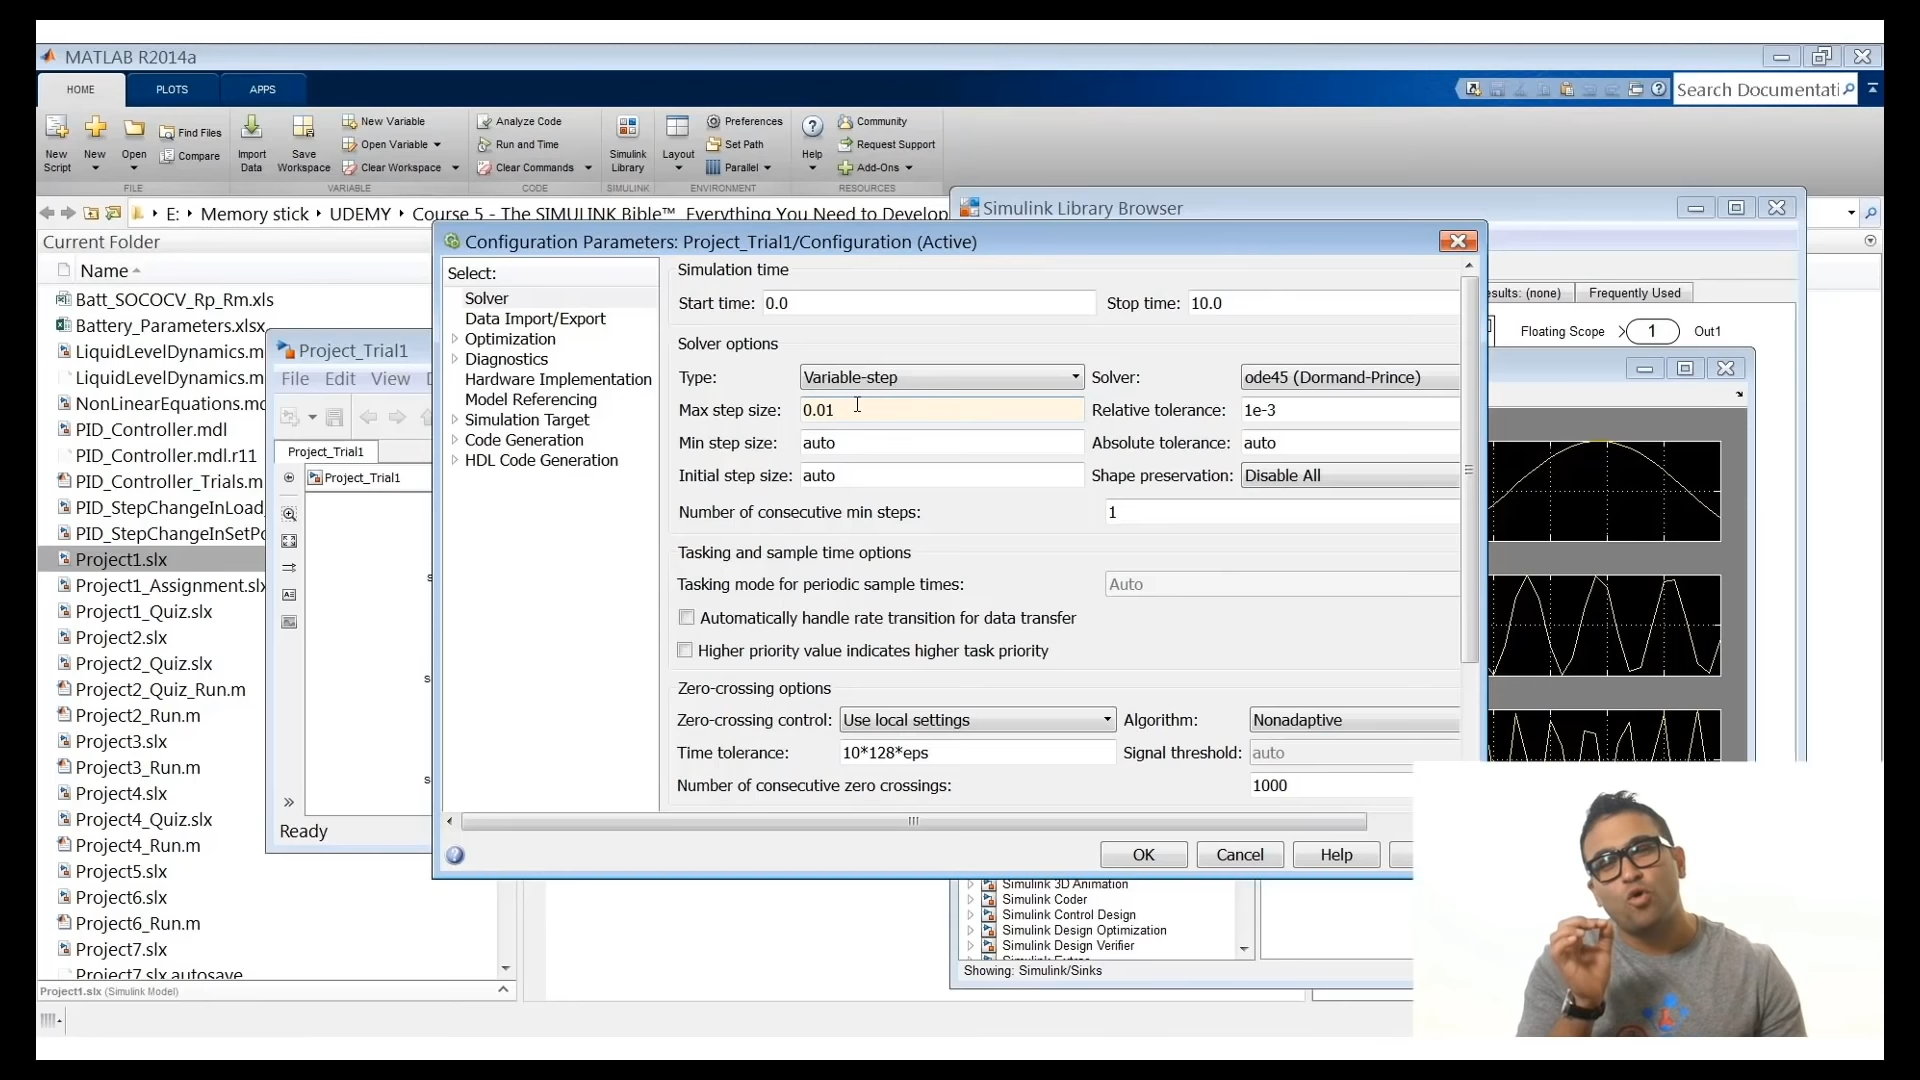 MATLAB R2014a
HOME
PLOTS
APPS
Search Documentati
New Script
New
Open
Find Files
Compare
FILE
Import Data
Save Workspace
New Variable
Open Variable
Clear Workspace
VARIABLE
Analyze Code
Run and Time
Clear Commands
CODE
Simulink Library
SIMULINK
Layout
Preferences
Set Path
Parallel
ENVIRONMENT
Help
Community
Request Support
Add-Ons
RESOURCES
E: Memory stick UDEMY Course 5 - The SIMULINK Bible™ Everything You Need to Develop
Current Folder
Name
Batt_SOCOCV_Rp_Rm.xls
Battery_Parameters.xlsx
LiquidLevelDynamics.m
LiquidLevelDynamics.m
NonLinearEquations.mc
PID_Controller.mdl
PID_Controller.mdl.r11
PID_Controller_Trials.m
PID_StepChangeInLoad
PID_StepChangeInSetPo
Project1.slx
Project1_Assignment.slx
Project1_Quiz.slx
Project2.slx
Project2_Quiz.slx
Project2_Quiz_Run.m
Project2_Run.m
Project3.slx
Project3_Run.m
Project4.slx
Project4_Quiz.slx
Project4_Run.m
Project5.slx
Project6.slx
Project6_Run.m
Project7.slx
Project7.slx.autosave
Project1.slx (Simulink Model)
Project_Trial1
File Edit View
Project_Trial1
Project_Trial1
Ready
Configuration Parameters: Project_Trial1/Configuration (Active)
Select:
Solver
Data Import/Export
Optimization
Diagnostics
Hardware Implementation
Model Referencing
Simulation Target
Code Generation
HDL Code Generation
Simulation time
Start time: 0.0
Stop time: 10.0
Solver options
Type: Variable-step
Solver: ode45 (Dormand-Prince)
Max step size: 0.01
Relative tolerance: 1e-3
Min step size: auto
Absolute tolerance: auto
Initial step size: auto
Shape preservation: Disable All
Number of consecutive min steps: 1
Tasking and sample time options
Tasking mode for periodic sample times: Auto
Automatically handle rate transition for data transfer
Higher priority value indicates higher task priority
Zero-crossing options
Zero-crossing control: Use local settings
Algorithm: Nonadaptive
Time tolerance: 10*128*eps
Signal threshold: auto
Number of consecutive zero crossings: 1000
OK
Cancel
Help
Simulink Library Browser
esults: (none)
Frequently Used
Floating Scope
1
Out1
Simulink 3D Animation
Simulink Coder
Simulink Control Design
Simulink Design Optimization
Simulink Design Verifier
Showing: Simulink/Sinks